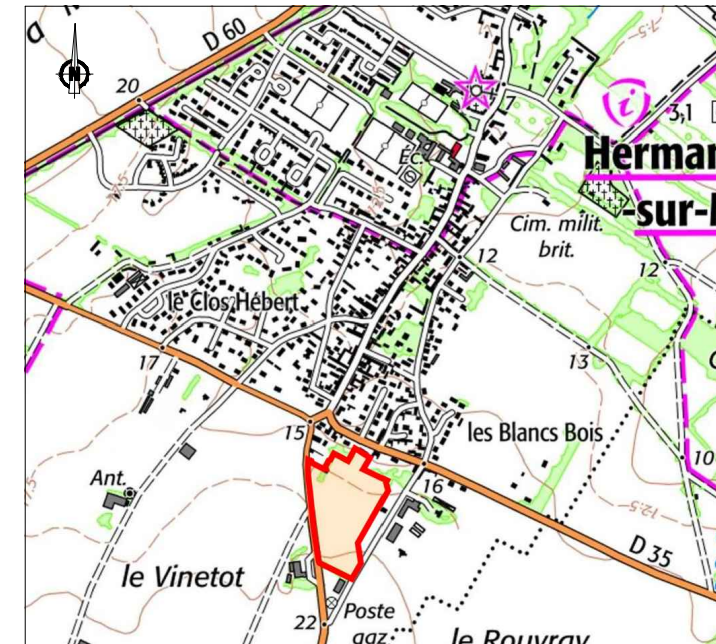 D 60
20
7
3,1
Éc.
Herman
-sur-
Cim. milit.
brit.
12
12
le Clos Hébert
17
13
15
les Blancs Bois
16
10
Ant.
D 35
le Vinetot
22
Poste
gaz
le Rouvray